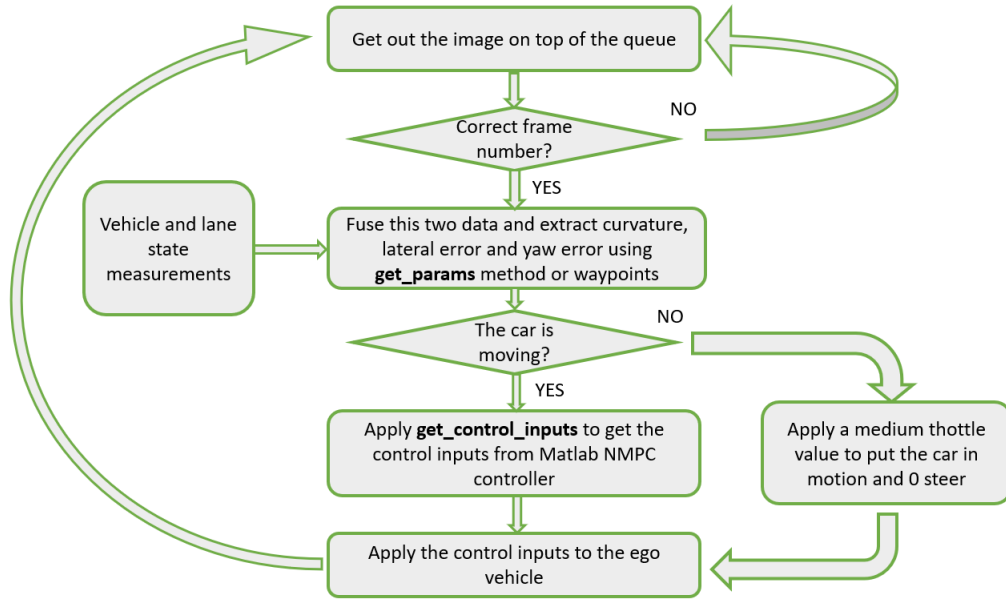 Get out the image on top of the queue
NO
Correct frame
number?
YES
Vehicle and lane
state
measurements
Fuse this two data and extract curvature,
lateral error and yaw error using
get_params method or waypoints
NO
The car is
moving?
YES
Apply get_control_inputs to get the
control inputs from Matlab NMPC
controller
Apply a medium thottle
value to put the car in
motion and 0 steer
Apply the control inputs to the ego
vehicle